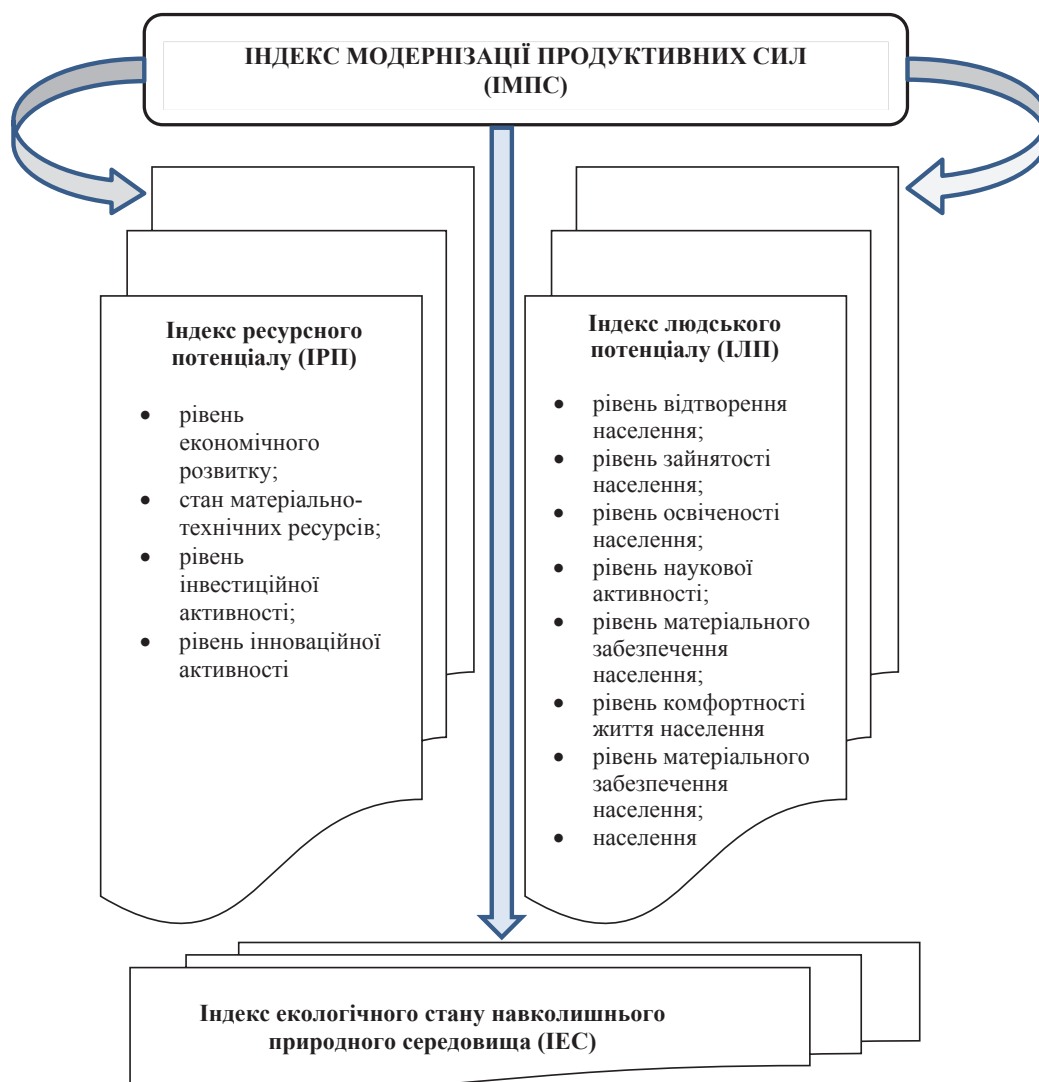 ІНДЕКС МОДЕРНІЗАЦІЇ ПРОДУКТИВНИХ СИЛ
(ІМПС)
Індекс ресурсного
потенціалу (ІРП)
• рівень
економічного
розвитку;
• стан матеріально-
технічних ресурсів;
• рівень
інвестиційної
активності;
• рівень інноваційної
активності
Індекс людського
потенціалу (ІЛП)
• рівень відтворення
населення;
• рівень зайнятості
населення;
• рівень освіченості
населення;
• рівень наукової
активності;
• рівень матеріального
забезпечення
населення;
• рівень комфортності
життя населення
• рівень матеріального
забезпечення
населення;
• населення
Індекс екологічного стану навколишнього
природного середовища (ІЕС)